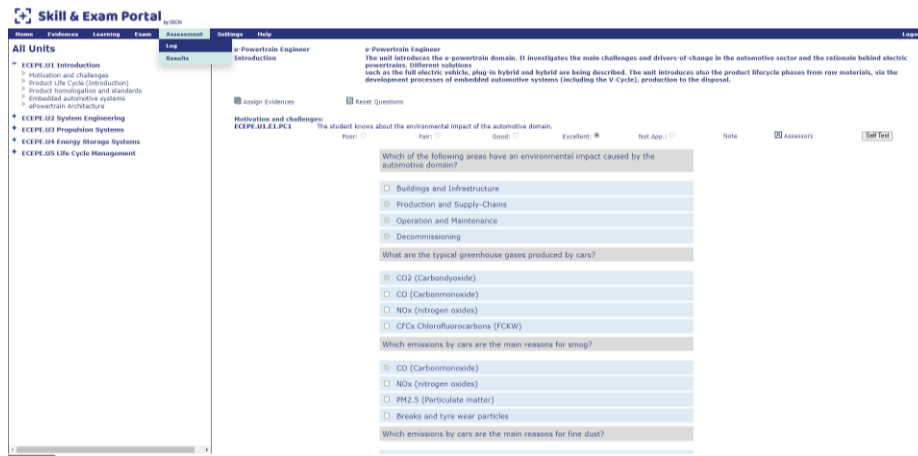 Skill & Exam Portal
by ISCN
Home Evidences Learning Exam Assessment Settings Help Logo
Log
Results
All Units
ECEPE.U1 Introduction
Motivation and challenges
Product Life Cycle (Introduction)
Product homologation and standards
Embedded automotive systems
ePowertrain Architecture
ECEPE.U2 System Engineering
ECEPE.U3 Propulsion Systems
ECEPE.U4 Energy Storage Systems
ECEPE.U5 Life Cycle Management
e-Powertrain Engineer
Introduction
e-Powertrain Engineer
The unit introduces the e-powertrain domain. It investigates the main challenges and drivers-of-change in the automotive sector and the rationale behind electric
powertrains. Different solutions
such as the full electric vehicle, plug-in hybrid and hybrid are being described. The unit introduces also the product lifecycle phases from raw materials, via the
development processes of embedded automotive systems (including the V-Cycle), production to the disposal.
Assign Evidences Reset Questions
Motivation and challenges:
ECEPE.U1.E1.PC1 The student knows about the environmental impact of the automotive domain.
Poor: Fair: Good: Excellent: Not App.: Note Assessors Self Test
Which of the following areas have an environmental impact caused by the
automotive domain?
Buildings and Infrastructure
Production and Supply-Chains
Operation and Maintenance
Decommissioning
What are the typical greenhouse gases produced by cars?
CO2 (Carbondyoxide)
CO (Carbonmonoxide)
NOx (nitrogen oxides)
CFCs Chlorofluorocarbons (FCKW)
Which emissions by cars are the main reasons for smog?
CO (Carbonmonoxide)
NOx (nitrogen oxides)
PM2.5 (Particulate matter)
Breaks and tyre wear particles
Which emissions by cars are the main reasons for fine dust?